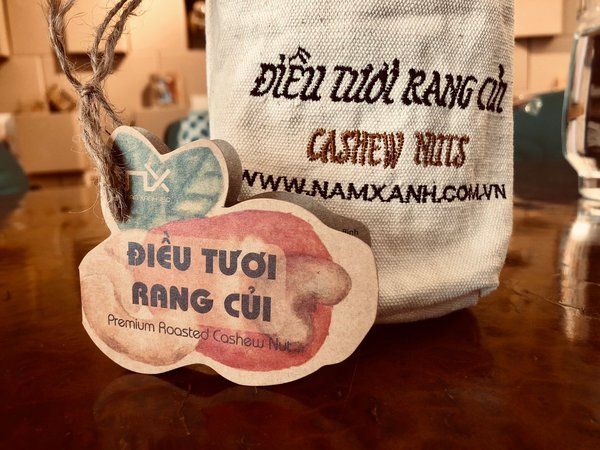 ĐIỀU TƯƠI RANG CỦI
CASHEW NUTS
WWW.NAMXANH.COM.VN
ĐIỀU TƯƠI
RANG CỦI
Premium Roasted Cashew Nut